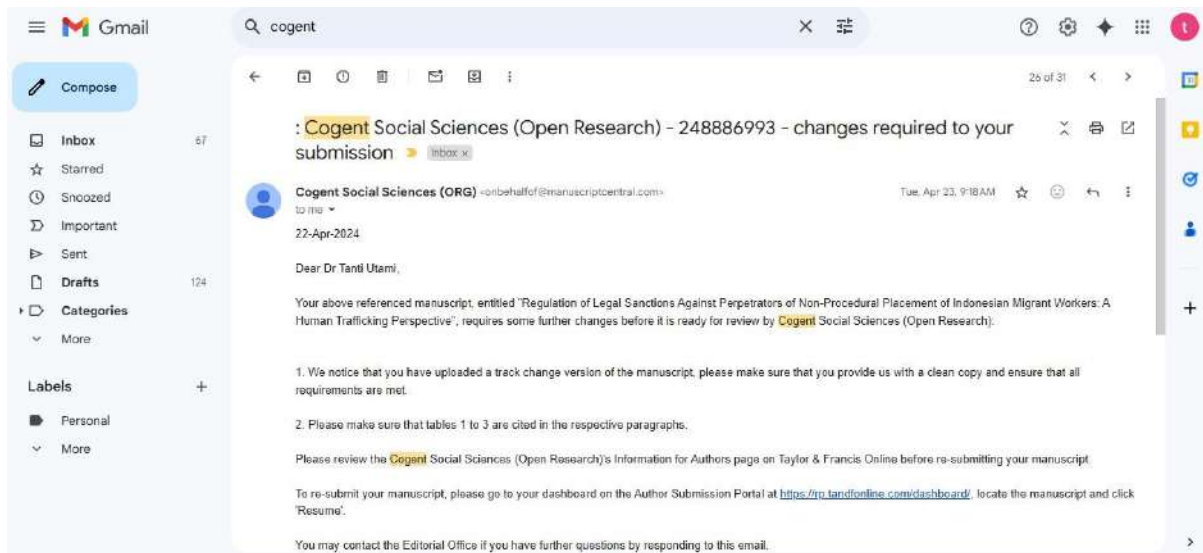 Gmail
cogent
Compose
26 of 31
Inbox 67
Starred
Snoozed
Important
Sent
Drafts 124
Categories
More
Labels
Personal
More
: Cogent Social Sciences (Open Research) - 248886993 - changes required to your
submission Inbox x
Cogent Social Sciences (ORG) <onbehalfof@manuscriptcentral.com>
Tue, Apr 23, 9:18 AM
to me
22-Apr-2024
Dear Dr Tanti Utami,
Your above referenced manuscript, entitled "Regulation of Legal Sanctions Against Perpetrators of Non-Procedural Placement of Indonesian Migrant Workers: A
Human Trafficking Perspective", requires some further changes before it is ready for review by Cogent Social Sciences (Open Research):
1. We notice that you have uploaded a track change version of the manuscript, please make sure that you provide us with a clean copy and ensure that all
requirements are met.
2. Please make sure that tables 1 to 3 are cited in the respective paragraphs.
Please review the Cogent Social Sciences (Open Research)'s Information for Authors page on Taylor & Francis Online before re-submitting your manuscript
To re-submit your manuscript, please go to your dashboard on the Author Submission Portal at https://rp.tandfonline.com/dashboard/, locate the manuscript and click
'Resume'.
You may contact the Editorial Office if you have further questions by responding to this email.
t